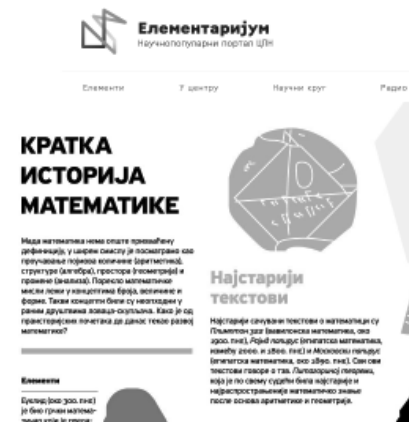 Елементаријум
Научнопопуларни портал ЦПН
Елементи
У центру
Научни круг
Радио
КРАТКА
ИСТОРИЈА
МАТЕМАТИКЕ
Мада математика нема опште прихваћену
дефиницију, у ширем смислу је посматрано као
проучавање појмова количине (аритметика),
структуре (алгебра), простора (геометрија) и
промене (анализа). Порекло математичке
мисли лежи у концептима броја, величине и
форме. Такви концепти били су неопходни у
раним друштвима ловаца-скупљача. Како је од
праисторијских почетака до данас текао развој
математике?
Најстарији
текстови
Најстарији сачувани текстови о математици су
Плимптон 322 (вавилонска математика, око
1900. пне), Рајнд папирус (египатска математика,
између 2000. и 1800. пне) и Московски папирус
(египатска математика, око 1890. пне). Сви ови
текстови говоре о тзв. Питагориној теореми,
која је по свему судећи била најстарије и
најраспрострањеније математичко знање
после основа аритметике и геометрије.
Елементи
Еуклид (око 300. пне)
је био грчки матема-